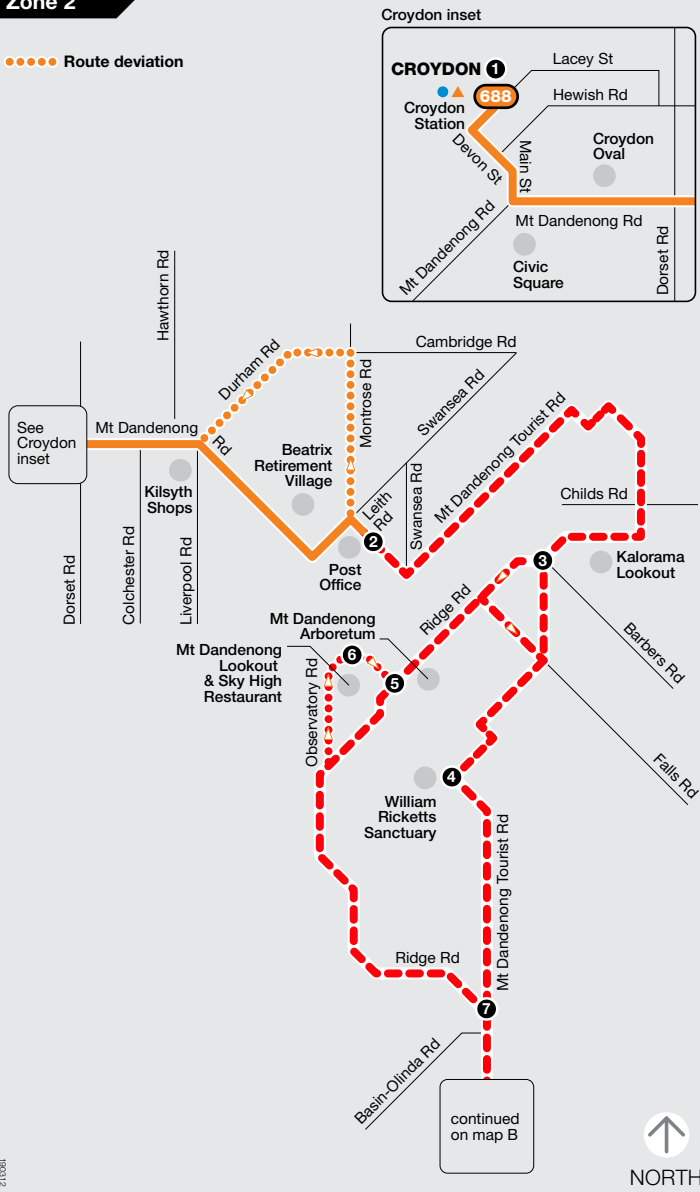 Zone 2
Route deviation
Croydon inset
CROYDON 1
688
Croydon
Station
Lacey St
Hewish Rd
Croydon
Oval
Devon St
Main St
Mt Dandenong Rd
Mt Dandenong Rd
Civic
Square
Dorset Rd
Hawthorn Rd
Durham Rd
Cambridge Rd
Montrose Rd
Swansea Rd
Mt Dandenong Tourist Rd
See
Croydon
inset
Mt Dandenong
Rd
Beatrix
Retirement
Village
Kilsyth
Shops
Leith
Rd
Swansea Rd
2
Post
Office
Childs Rd
3
Kalorama
Lookout
Dorset Rd
Colchester Rd
Liverpool Rd
Mt Dandenong
Arboretum
Ridge Rd
Barbers Rd
Mt Dandenong
Lookout
& Sky High
Restaurant
6
5
Observatory Rd
Falls Rd
4
William
Ricketts
Sanctuary
Mt Dandenong Tourist Rd
Ridge Rd
7
Basin-Olinda Rd
continued
on map B
NORTH
190312